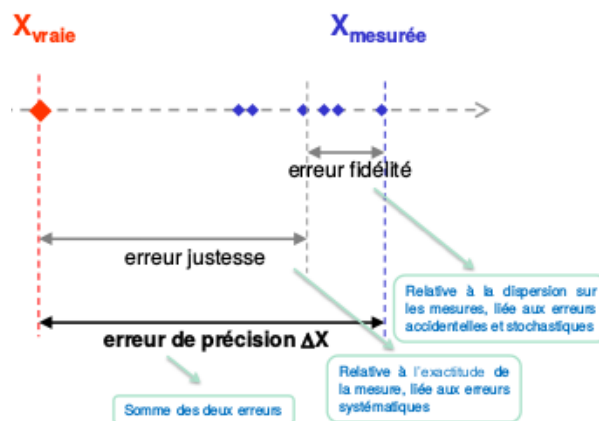 Xvraie
Xmesurée
erreur fidélité
erreur justesse
Relative à la dispersion sur
les mesures, liée aux erreurs
accidentelles et stochastiques
erreur de précision ΔX
Relative à l'exactitude de
la mesure, liée aux erreurs
systématiques
Somme des deux erreurs